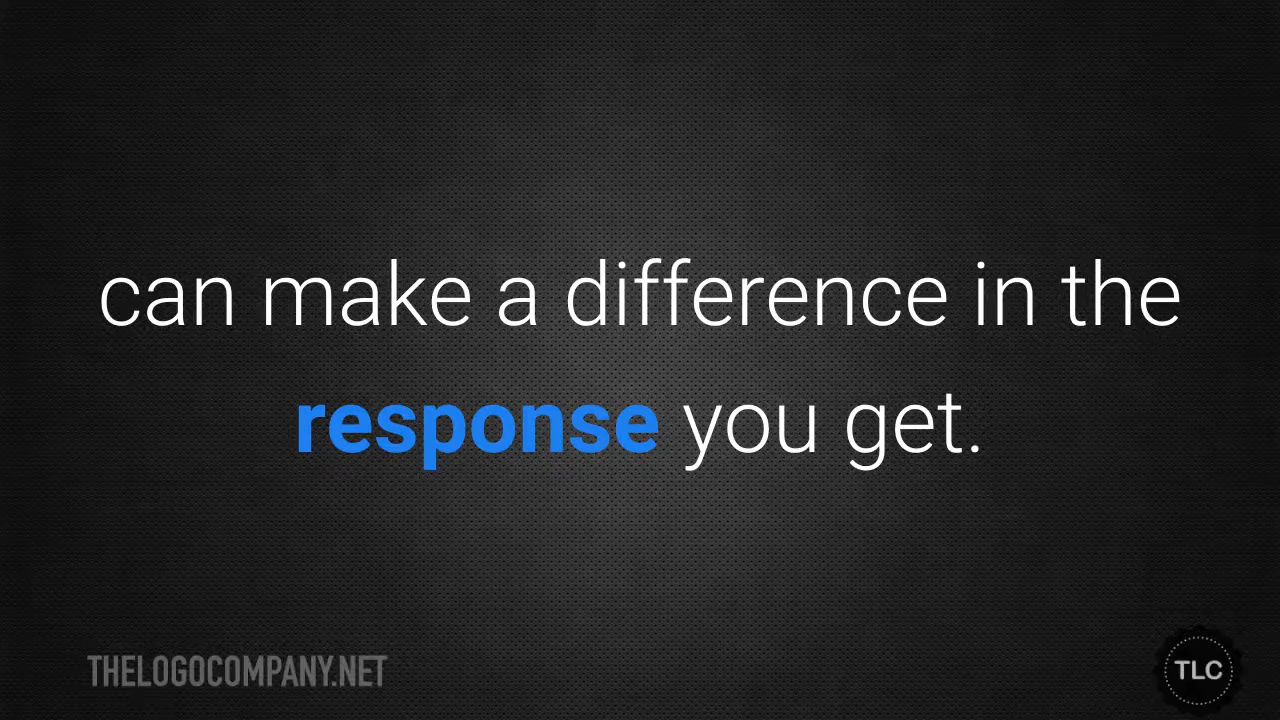 can make a difference in the
response you get.
THELOGOCOMPANY.NET
TLC